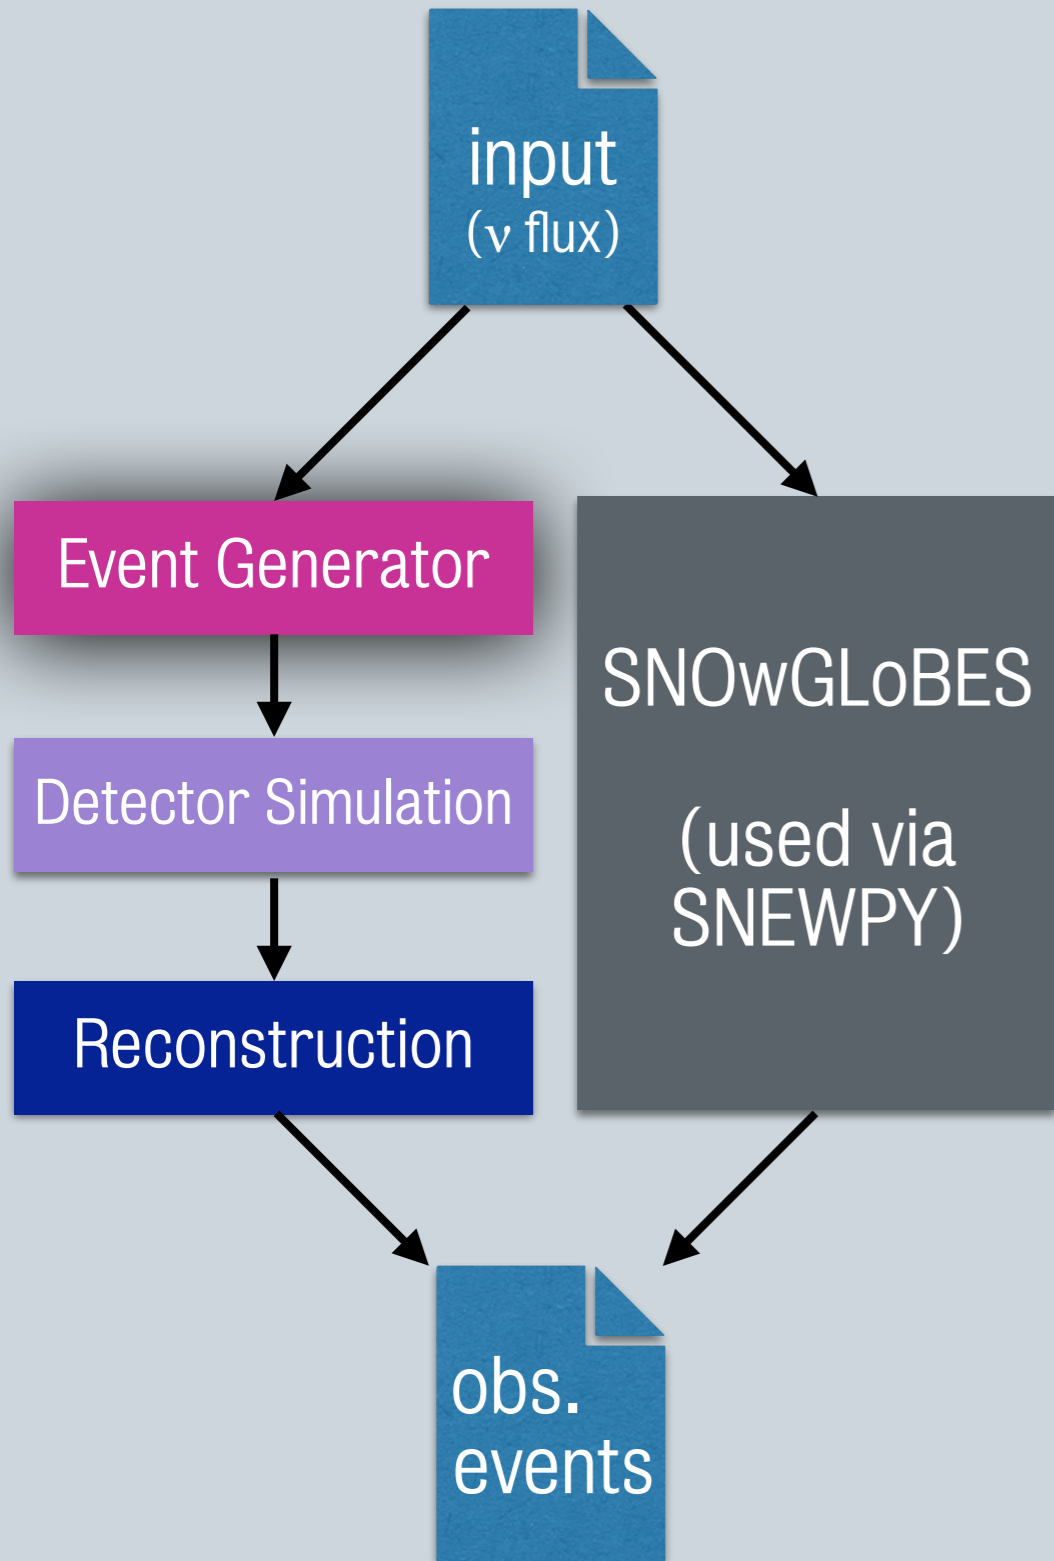 input
(ν flux)
Event Generator
Detector Simulation
Reconstruction
SNOwGLoBES
(used via
SNEWPY)
obs.
events